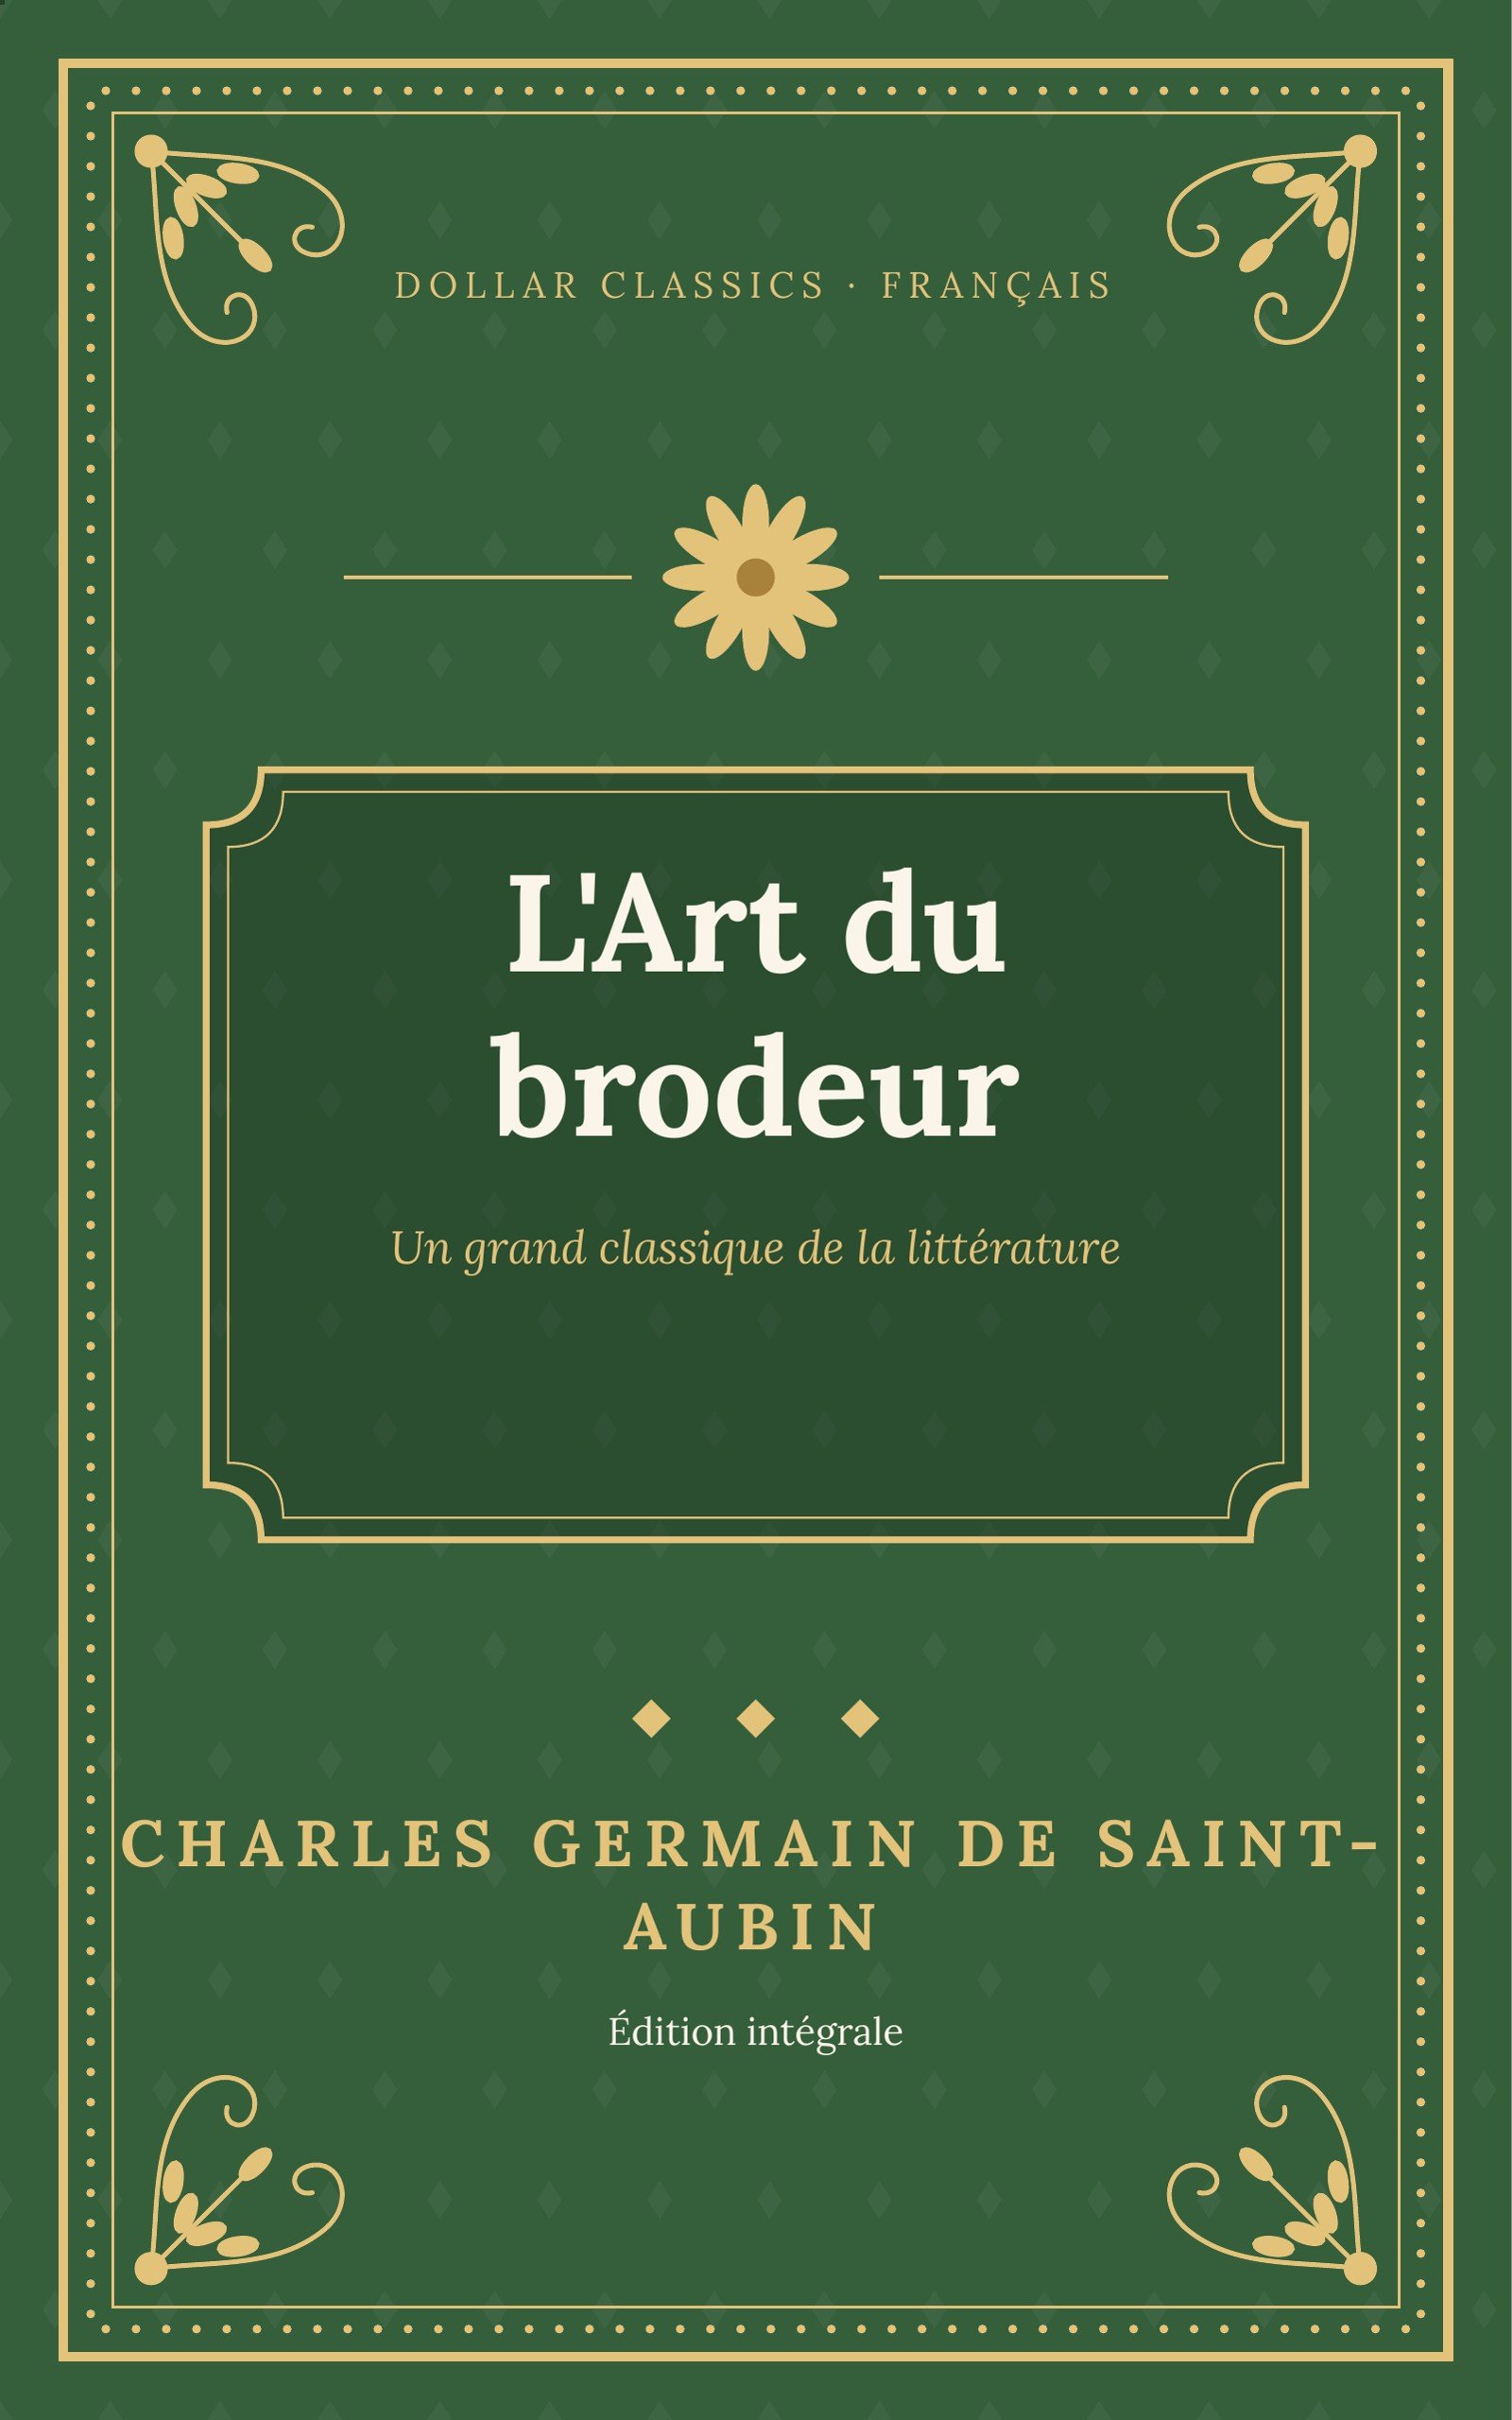 DOLLAR CLASSICS · FRANÇAIS
L'Art du
brodeur
Un grand classique de la littérature
CHARLES GERMAIN DE SAINT-
AUBIN
Édition intégrale